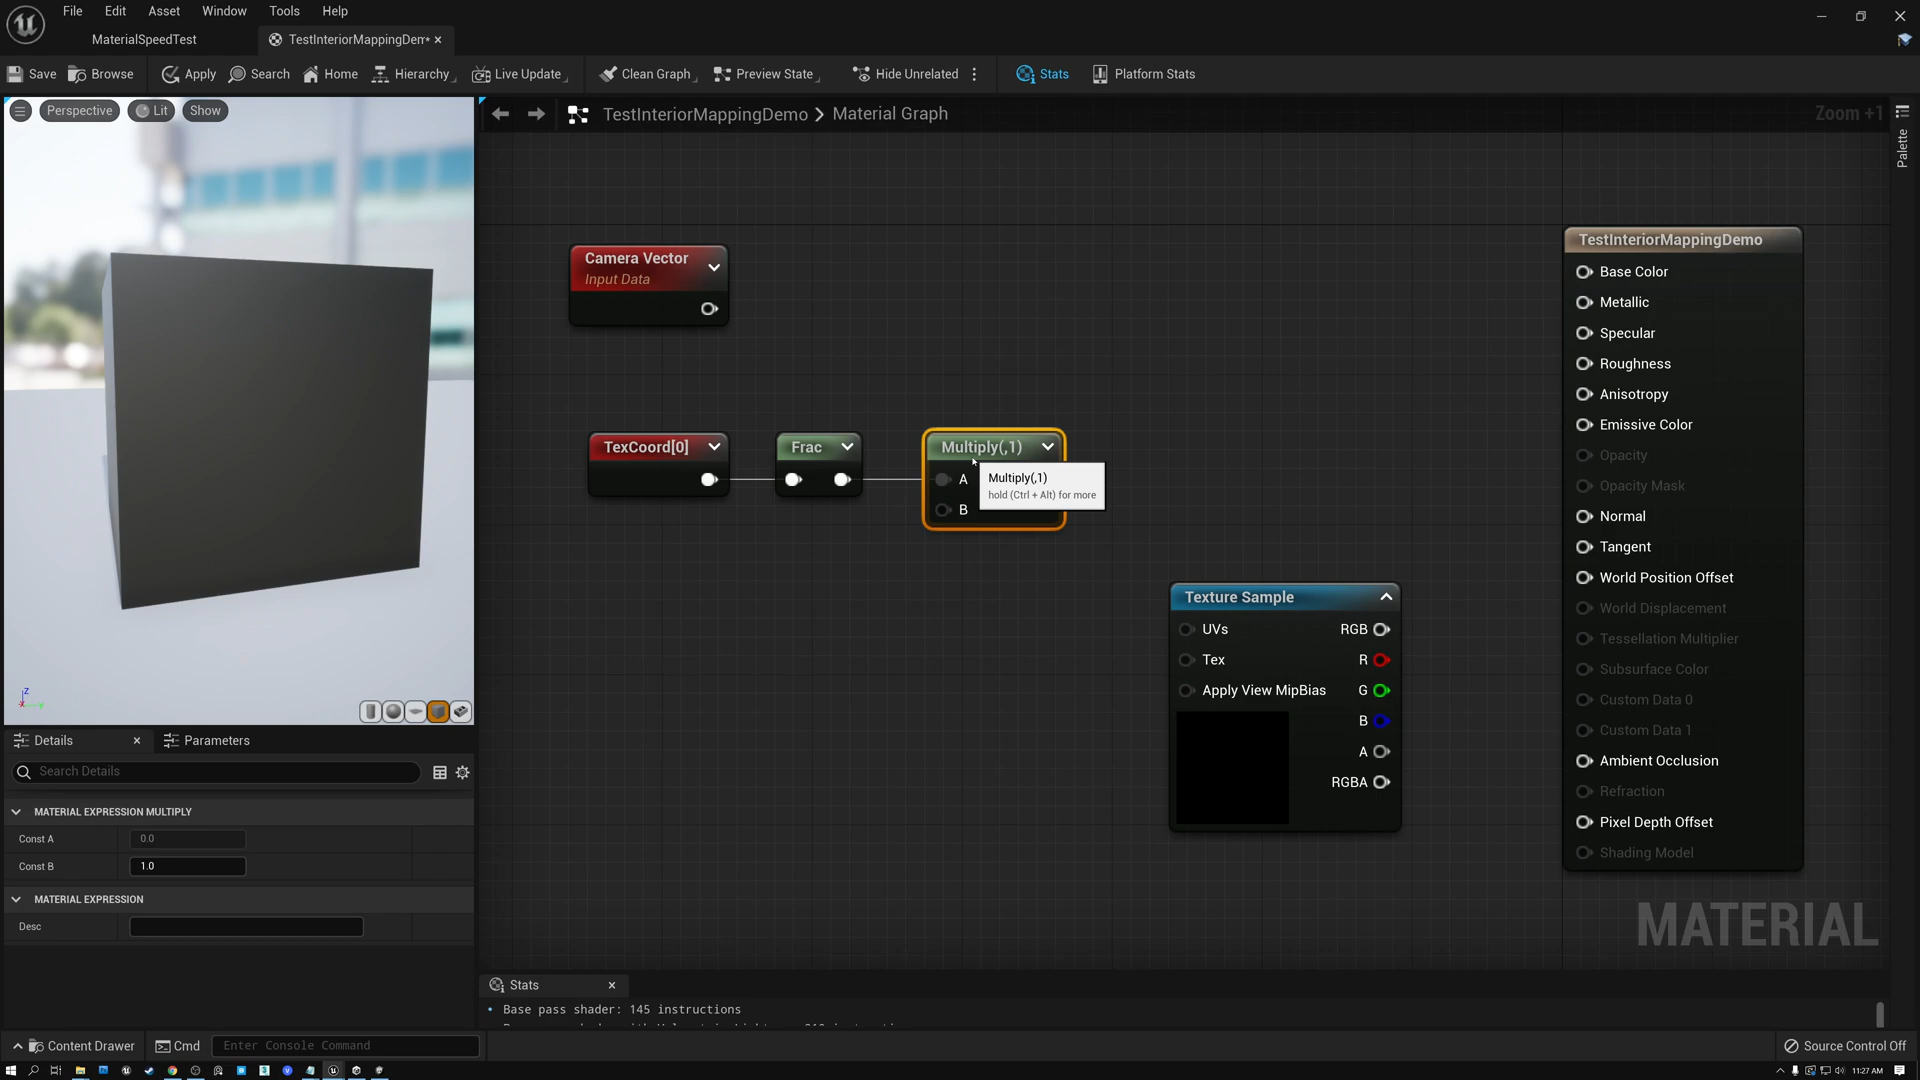 File Edit Asset Window Tools Help
MaterialSpeedTest
TestInteriorMappingDem*
Save Browse Apply Search Home Hierarchy Live Update Clean Graph Preview State Hide Unrelated Stats Platform Stats
Perspective Lit Show
TestInteriorMappingDemo Material Graph
Zoom +1
Palette
Camera Vector
Input Data
TexCoord[0]
Frac
Multiply(,1)
A
B
Multiply(,1)
hold (Ctrl + Alt) for more
Texture Sample
UVs RGB
Tex R
Apply View MipBias G
B
A
RGBA
TestInteriorMappingDemo
Base Color
Metallic
Specular
Roughness
Anisotropy
Emissive Color
Opacity
Opacity Mask
Normal
Tangent
World Position Offset
World Displacement
Tessellation Multiplier
Subsurface Color
Custom Data 0
Custom Data 1
Ambient Occlusion
Refraction
Pixel Depth Offset
Shading Model
MATERIAL
Z
Details Parameters
Search Details
MATERIAL EXPRESSION MULTIPLY
Const A 0.0
Const B 1.0
MATERIAL EXPRESSION
Desc
Stats
Base pass shader: 145 instructions
Content Drawer Cmd Enter Console Command Source Control Off
11:27 AM